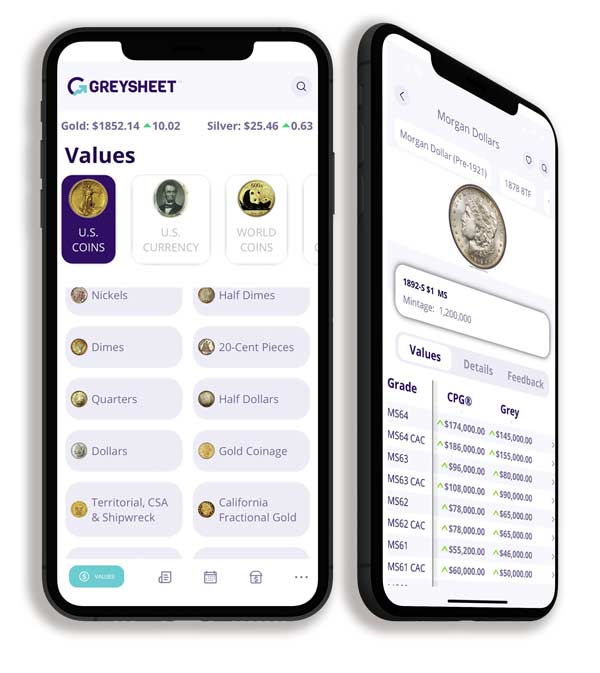 GREYSHEET
Gold: $1852.14 10.02 Silver: $25.46 0.63
Values
U.S.
COINS
U.S.
CURRENCY
WORLD
COINS
Nickels
Half Dimes
Dimes
20-Cent Pieces
Quarters
Half Dollars
Dollars
Gold Coinage
Territorial, CSA
& Shipwreck
California
Fractional Gold
VALUES
Morgan Dollars
Morgan Dollar (Pre-1921)
1878 8TF
1892-S $1 MS
Mintage: 1,200,000
Values Details Feedback
Grade CPG® Grey
MS64 $174,000.00 $145,000.00
MS64 CAC $186,000.00 $155,000.00
MS63 $96,000.00 $80,000.00
MS63 CAC $108,000.00 $90,000.00
MS62 $78,000.00 $65,000.00
MS62 CAC $78,000.00 $65,000.00
MS61 $55,200.00 $46,000.00
MS61 CAC $60,000.00 $50,000.00